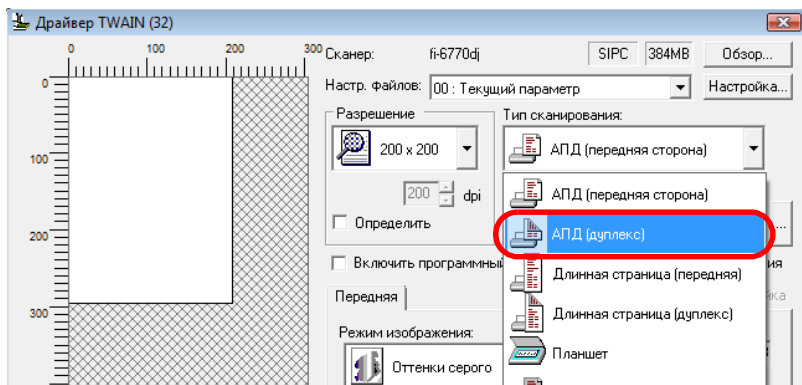 Драйвер TWAIN (32)
0 100 200 300
Сканер: fi-6770dj SIPC 384MB Обзор...
0
Настр. файлов: 00 : Текущий параметр Настройка...
Разрешение Тип сканирования:
200 x 200 АПД (передняя сторона)
100
200 dpi АПД (передняя сторона)
Определить ...
200 АПД (дуплекс)
Включить программный ия
Длинная страница (передняя)
Передняя йка
300 Длинная страница (дуплекс)
Режим изображения:
Планшет
Оттенки серого